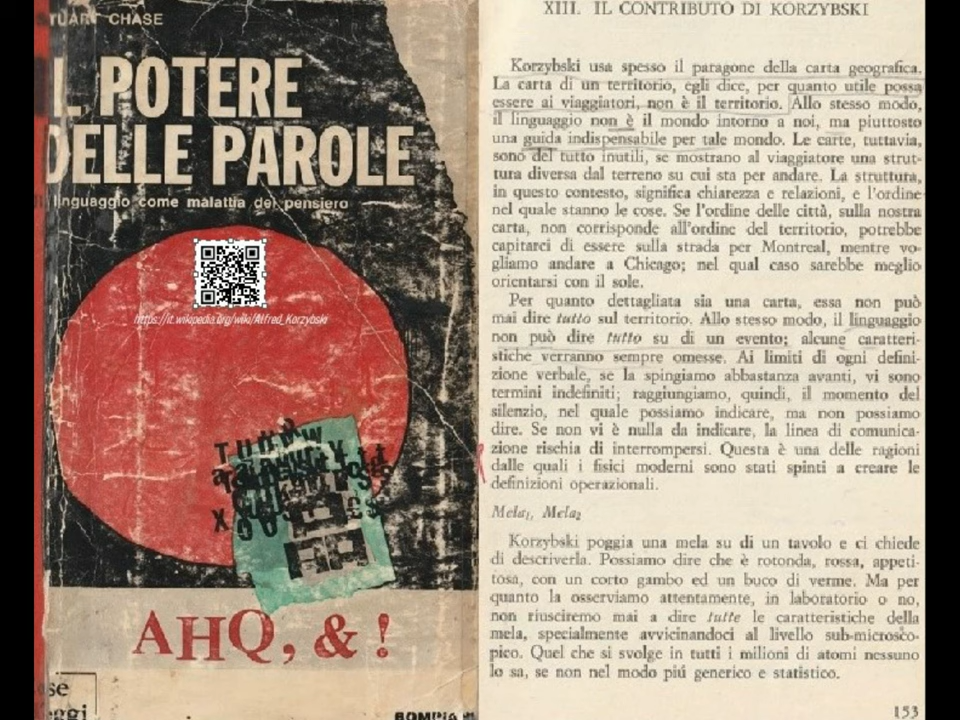 TUART CHASE
IL POTERE
DELLE PAROLE
linguaggio come malattia del pensiero
https://it.wikipedia.org/wiki/Alfred_Korzybski
AHQ, & !
ose
ggi
BOMPIA
XIII. IL CONTRIBUTO DI KORZYBSKI
Korzybski usa spesso il paragone della carta geografica.
La carta di un territorio, egli dice, per quanto utile possa
essere ai viaggiatori, non è il territorio. Allo stesso modo,
il linguaggio non è il mondo intorno a noi, ma piuttosto
una guida indispensabile per tale mondo. Le carte, tuttavia,
sono del tutto inutili, se mostrano al viaggiatore una strut-
tura diversa dal terreno su cui sta per andare. La struttura,
in questo contesto, significa chiarezza e relazioni, e l'ordine
nel quale stanno le cose. Se l'ordine delle città, sulla nostra
carta, non corrisponde all'ordine del territorio, potrebbe
capitarci di essere sulla strada per Montreal, mentre vo-
gliamo andare a Chicago; nel qual caso sarebbe meglio
orientarsi con il sole.
Per quanto dettagliata sia una carta, essa non può
mai dire tutto sul territorio. Allo stesso modo, il linguaggio
non può dire tutto su di un evento; alcune caratteri-
stiche verranno sempre omesse. Ai limiti di ogni defini-
zione verbale, se la spingiamo abbastanza avanti, vi sono
termini indefiniti; raggiungiamo, quindi, il momento del
silenzio, nel quale possiamo indicare, ma non possiamo
dire. Se non vi è nulla da indicare, la linea di comunica-
zione rischia di interrompersi. Questa è una delle ragioni
dalle quali i fisici moderni sono stati spinti a creare le
definizioni operazionali.
Mela₁, Mela₂
Korzybski poggia una mela su di un tavolo e ci chiede
di descriverla. Possiamo dire che è rotonda, rossa, appeti-
tosa, con un corto gambo ed un buco di verme. Ma per
quanto la osserviamo attentamente, in laboratorio o no,
non riusciremo mai a dire tutte le caratteristiche della
mela, specialmente avvicinandoci al livello sub-microsco-
pico. Quel che si svolge in tutti i milioni di atomi nessuno
lo sa, se non nel modo piú generico e statistico.
153